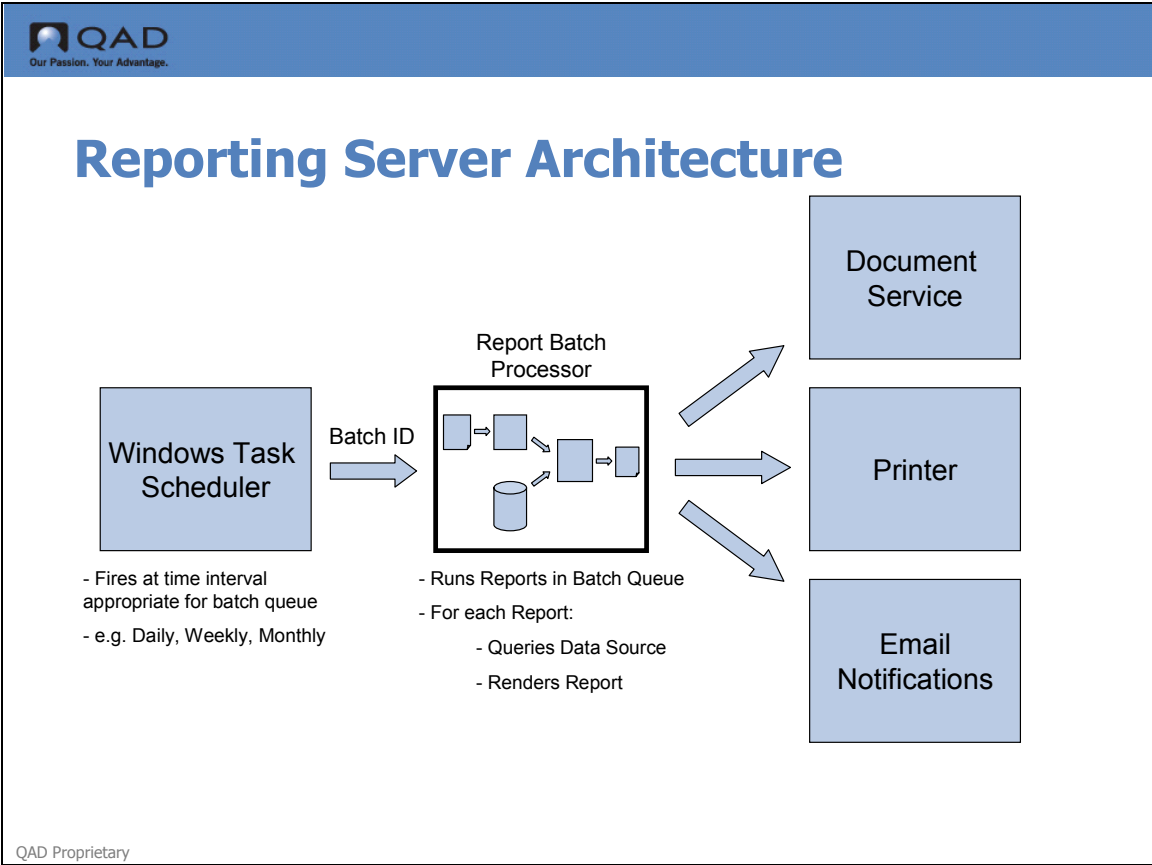 QAD
Our Passion. Your Advantage.
Reporting Server Architecture
Document
Service
Report Batch
Processor
Windows Task
Scheduler
Batch ID
Printer
- Fires at time interval
appropriate for batch queue
- e.g. Daily, Weekly, Monthly
- Runs Reports in Batch Queue
- For each Report:
- Queries Data Source
- Renders Report
Email
Notifications
QAD Proprietary